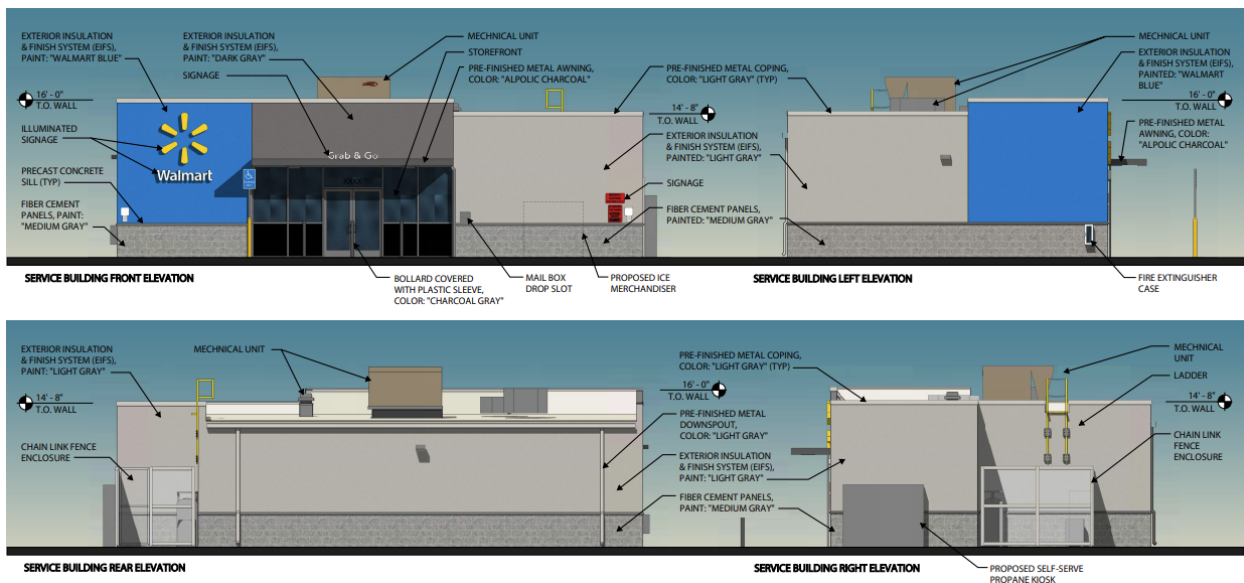 EXTERIOR INSULATION
& FINISH SYSTEM (EIFS),
PAINT: "WALMART BLUE"
EXTERIOR INSULATION
& FINISH SYSTEM (EIFS),
PAINT: "DARK GRAY"
SIGNAGE
MECHNICAL UNIT
STOREFRONT
PRE-FINISHED METAL AWNING,
COLOR: "ALPOLIC CHARCOAL"
16' - 0"
T.O. WALL
ILLUMINATED
SIGNAGE
PRECAST CONCRETE
SILL (TYP)
FIBER CEMENT
PANELS, PAINT:
"MEDIUM GRAY"
Walmart
Grab & Go
PRE-FINISHED METAL COPING,
COLOR: "LIGHT GRAY" (TYP)
14' - 8"
T.O. WALL
EXTERIOR INSULATION
& FINISH SYSTEM (EIFS),
PAINTED: "LIGHT GRAY"
SIGNAGE
FIBER CEMENT PANELS,
PAINTED: "MEDIUM GRAY"
MECHNICAL UNIT
EXTERIOR INSULATION
& FINISH SYSTEM (EIFS),
PAINTED: "WALMART
BLUE"
16' - 0"
T.O. WALL
PRE-FINISHED METAL
AWNING, COLOR:
"ALPOLIC CHARCOAL"
SERVICE BUILDING FRONT ELEVATION
BOLLARD COVERED
WITH PLASTIC SLEEVE,
COLOR: "CHARCOAL GRAY"
MAIL BOX
DROP SLOT
PROPOSED ICE
MERCHANDISER
SERVICE BUILDING LEFT ELEVATION
FIRE EXTINGUISHER
CASE
EXTERIOR INSULATION
& FINISH SYSTEM (EIFS),
PAINT: "LIGHT GRAY"
MECHNICAL UNIT
14' - 8"
T.O. WALL
CHAIN LINK FENCE
ENCLOSURE
PRE-FINISHED METAL COPING,
COLOR: "LIGHT GRAY" (TYP)
16' - 0"
T.O. WALL
PRE-FINISHED METAL
DOWNSPOUT,
COLOR: "LIGHT GRAY"
EXTERIOR INSULATION
& FINISH SYSTEM (EIFS),
PAINT: "LIGHT GRAY"
FIBER CEMENT PANELS,
PAINT: "MEDIUM GRAY"
MECHNICAL
UNIT
LADDER
14' - 8"
T.O. WALL
CHAIN LINK
FENCE
ENCLOSURE
SERVICE BUILDING REAR ELEVATION
SERVICE BUILDING RIGHT ELEVATION
PROPOSED SELF-SERVE
PROPANE KIOSK